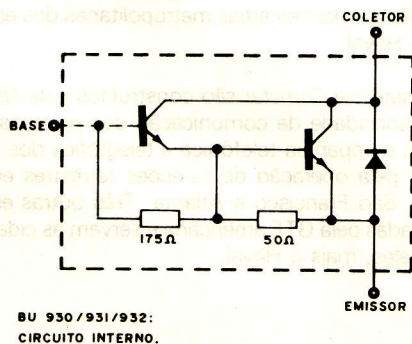 COLETOR
BASE
175Ω
50Ω
EMISSOR
BU 930/931/932:
CIRCUITO INTERNO.